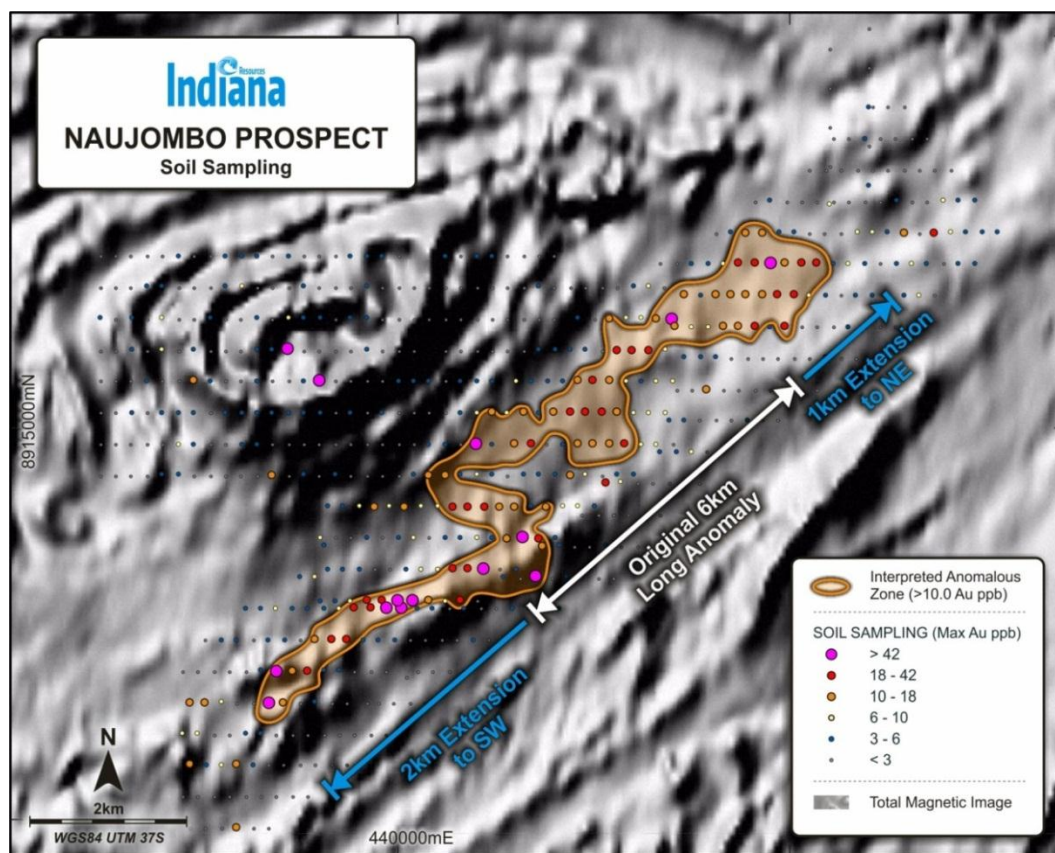 Indiana
Resources
NAUJOMBO PROSPECT
Soil Sampling
8915000mN
1km Extension
to NE
Original 6km
Long Anomaly
2km Extension
to SW
N
2km
WGS84 UTM 37S
440000mE
Interpreted Anomalous
Zone (>10.0 Au ppb)
SOIL SAMPLING (Max Au ppb)
> 42
18 - 42
10 - 18
6 - 10
3 - 6
< 3
Total Magnetic Image